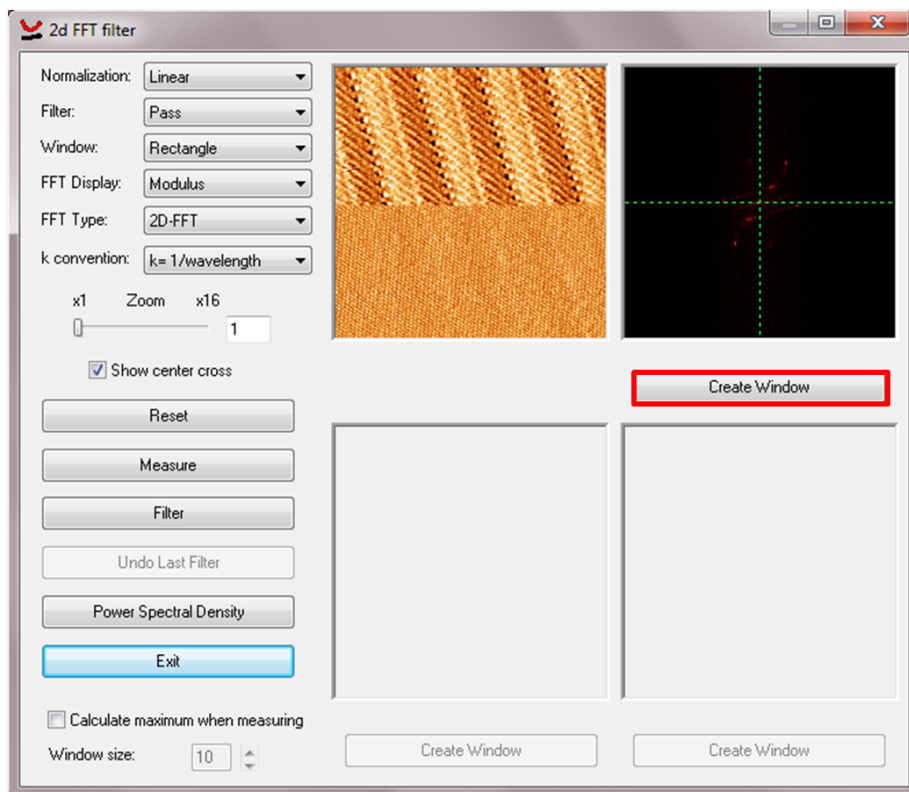 2d FFT filter
Normalization: Linear
Filter: Pass
Window: Rectangle
FFT Display: Modulus
FFT Type: 2D-FFT
k convention: k= 1/wavelength
x1 Zoom x16
1
Show center cross
Create Window
Reset
Measure
Filter
Undo Last Filter
Power Spectral Density
Exit
Calculate maximum when measuring
Window size: 10
Create Window
Create Window